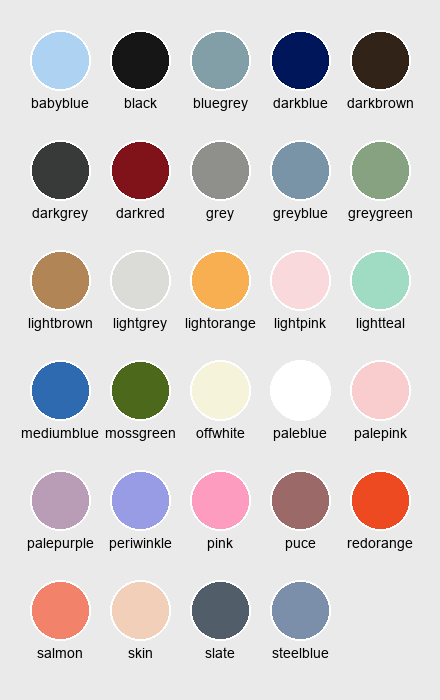 babyblue black bluegrey darkblue darkbrown
darkgrey darkred grey greyblue greygreen
lightbrown lightgrey lightorange lightpink lightteal
mediumblue mossgreen offwhite paleblue palepink
palepurple periwinkle pink puce redorange
salmon skin slate steelblue